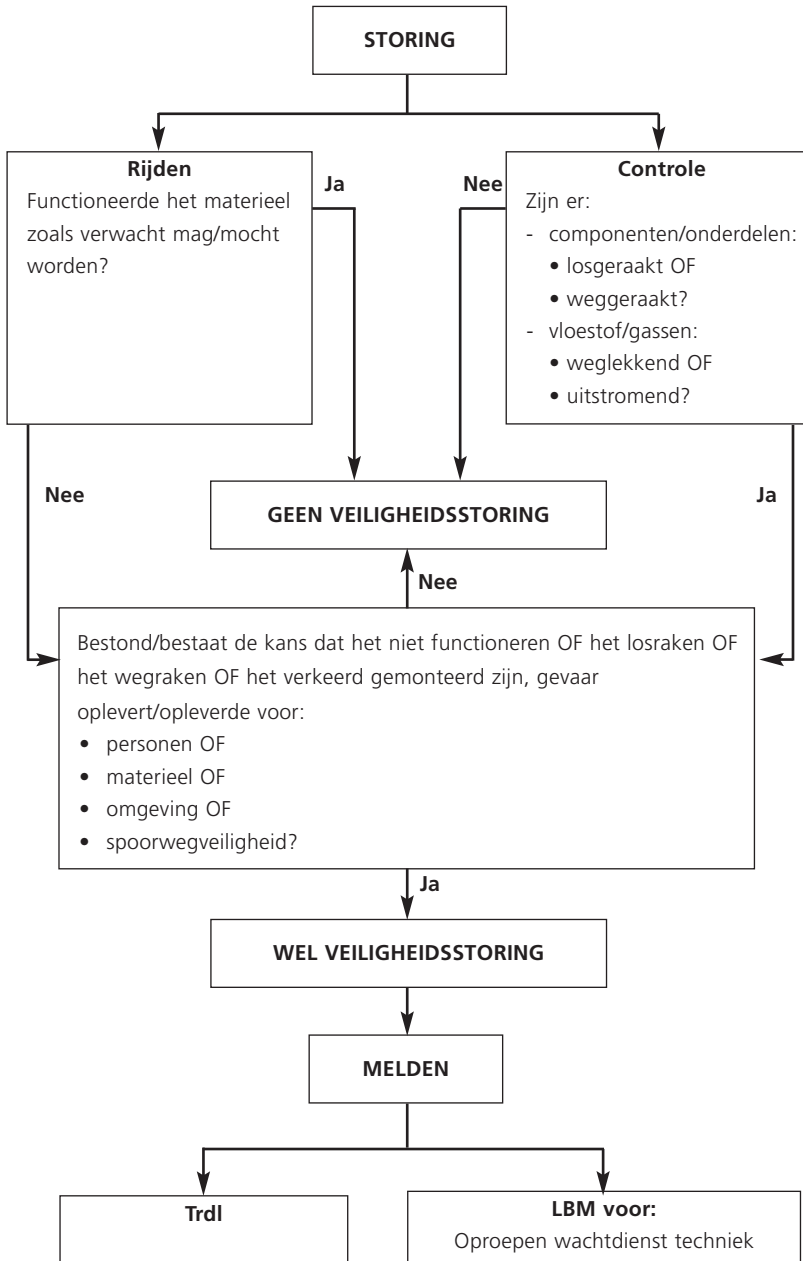 STORING
Rijden
Functioneerde het materieel
zoals verwacht mag/mocht
worden?
Ja
Nee
Controle
Zijn er:
- componenten/onderdelen:
• losgeraakt OF
• weggeraakt?
- vloestof/gassen:
• weglekkend OF
• uitstromend?
Nee
Ja
GEEN VEILIGHEIDSSTORING
Nee
Bestond/bestaat de kans dat het niet functioneren OF het losraken OF
het wegraken OF het verkeerd gemonteerd zijn, gevaar
oplevert/opleverde voor:
• personen OF
• materieel OF
• omgeving OF
• spoorwegveiligheid?
Ja
WEL VEILIGHEIDSSTORING
MELDEN
Trdl
LBM voor:
Oproepen wachtdienst techniek